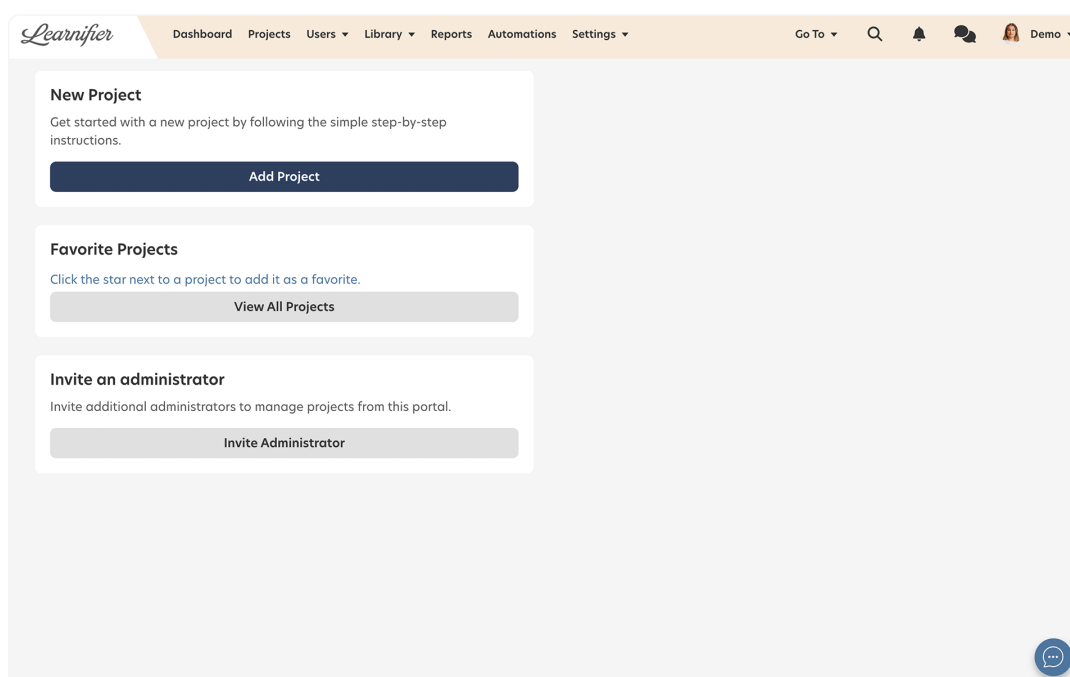 Learnifier
Dashboard Projects Users Library Reports Automations Settings Go To Demo
New Project
Get started with a new project by following the simple step-by-step
instructions.
Add Project
Favorite Projects
Click the star next to a project to add it as a favorite.
View All Projects
Invite an administrator
Invite additional administrators to manage projects from this portal.
Invite Administrator